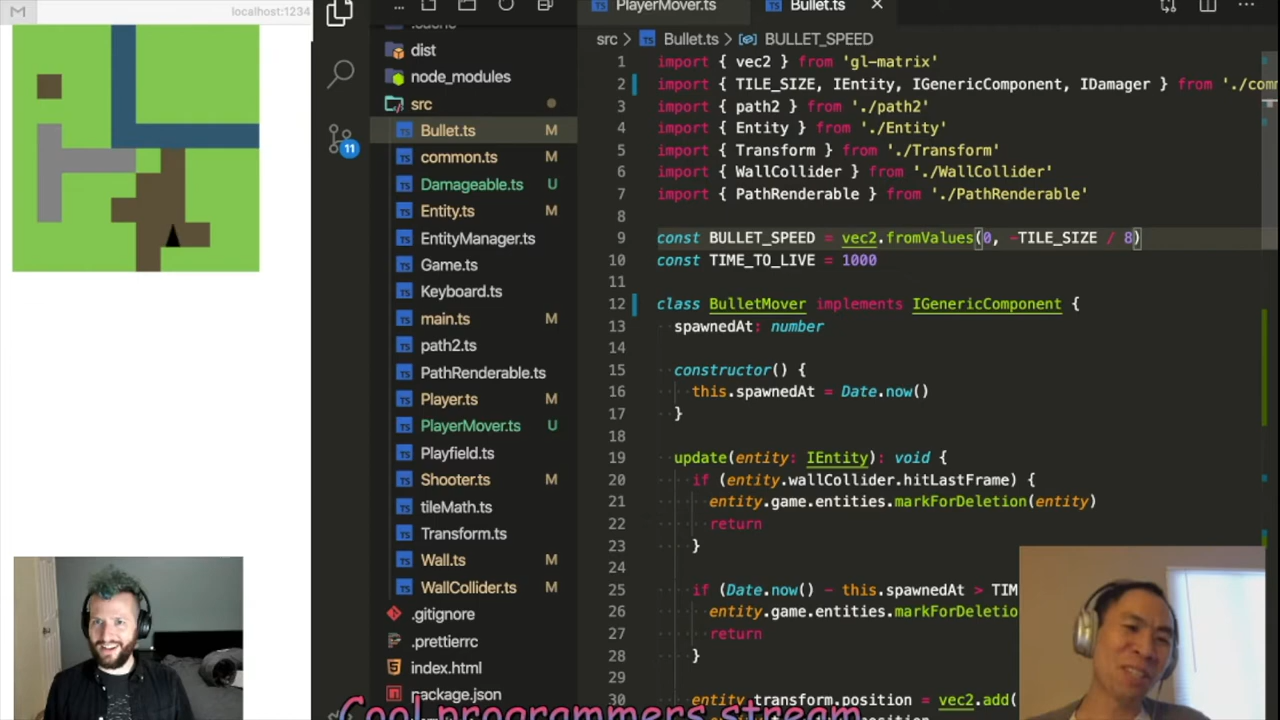 localhost:1234
dist
node_modules
src
Bullet.ts M
common.ts M
Damageable.ts U
Entity.ts M
EntityManager.ts
Game.ts
Keyboard.ts
main.ts M
path2.ts
PathRenderable.ts
Player.ts M
PlayerMover.ts U
Playfield.ts
Shooter.ts M
tileMath.ts
Transform.ts
Wall.ts M
WallCollider.ts M
.gitignore
.prettierrc
index.html
package.json
11
PlayerMover.ts
Bullet.ts
src > Bullet.ts > BULLET_SPEED
1 import { vec2 } from 'gl-matrix'
2 import { TILE_SIZE, IEntity, IGenericComponent, IDamager } from './com
3 import { path2 } from './path2'
4 import { Entity } from './Entity'
5 import { Transform } from './Transform'
6 import { WallCollider } from './WallCollider'
7 import { PathRenderable } from './PathRenderable'
8
9 const BULLET_SPEED = vec2.fromValues(0, -TILE_SIZE / 8)
10 const TIME_TO_LIVE = 1000
11
12 class BulletMover implements IGenericComponent {
13 spawnedAt: number
14
15 constructor() {
16 this.spawnedAt = Date.now()
17 }
18
19 update(entity: IEntity): void {
20 if (entity.wallCollider.hitLastFrame) {
21 entity.game.entities.markForDeletion(entity)
22 return
23 }
24
25 if (Date.now() - this.spawnedAt > TIM
26 entity.game.entities.markForDeletio
27 return
28 }
29
30 entity.transform.position = vec2.add(
Cool programmers stream